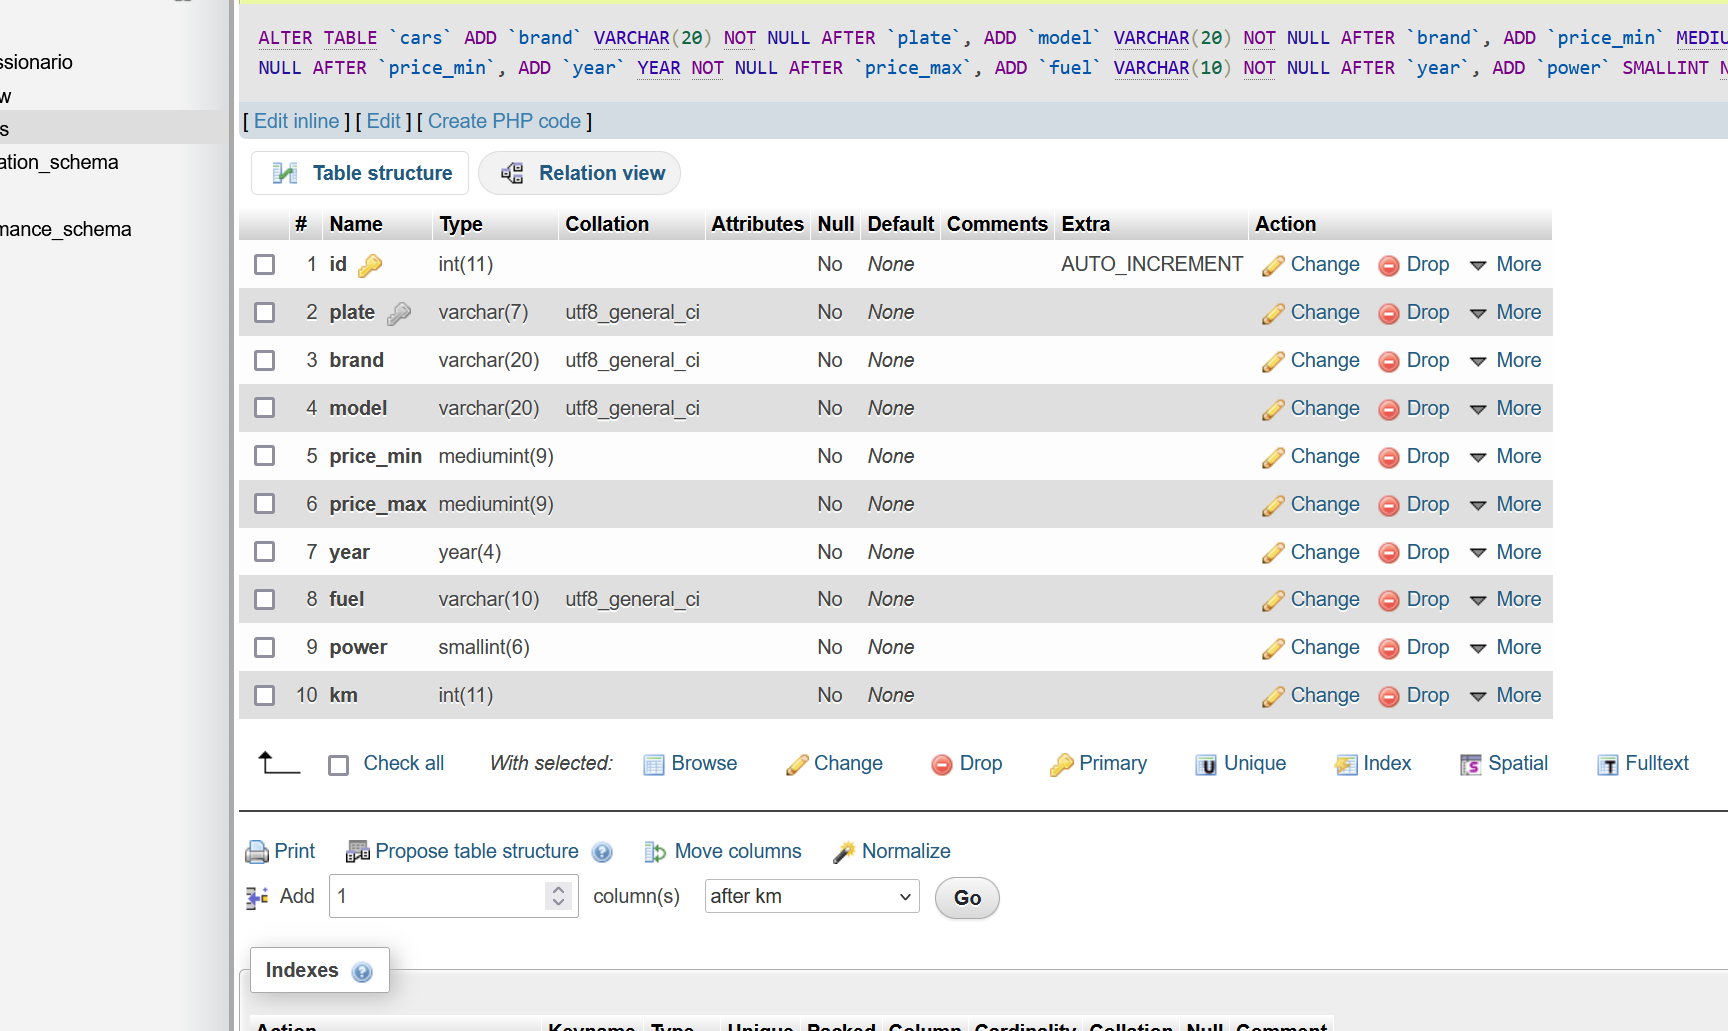 ssionario
w
s
ation_schema
mance_schema
ALTER TABLE `cars` ADD `brand` VARCHAR(20) NOT NULL AFTER `plate`, ADD `model` VARCHAR(20) NOT NULL AFTER `brand`, ADD `price_min` MEDIU
NULL AFTER `price_min`, ADD `year` YEAR NOT NULL AFTER `price_max`, ADD `fuel` VARCHAR(10) NOT NULL AFTER `year`, ADD `power` SMALLINT N
[ Edit inline ] [ Edit ] [ Create PHP code ]
Table structure Relation view
# Name Type Collation Attributes Null Default Comments Extra Action
1 id int(11) No None AUTO_INCREMENT Change Drop More
2 plate varchar(7) utf8_general_ci No None Change Drop More
3 brand varchar(20) utf8_general_ci No None Change Drop More
4 model varchar(20) utf8_general_ci No None Change Drop More
5 price_min mediumint(9) No None Change Drop More
6 price_max mediumint(9) No None Change Drop More
7 year year(4) No None Change Drop More
8 fuel varchar(10) utf8_general_ci No None Change Drop More
9 power smallint(6) No None Change Drop More
10 km int(11) No None Change Drop More
Check all With selected: Browse Change Drop Primary Unique Index Spatial Fulltext
Print Propose table structure Move columns Normalize
Add 1 column(s) after km Go
Indexes
Action Keyname Type Unique Packed Column Cardinality Collation Null Comment